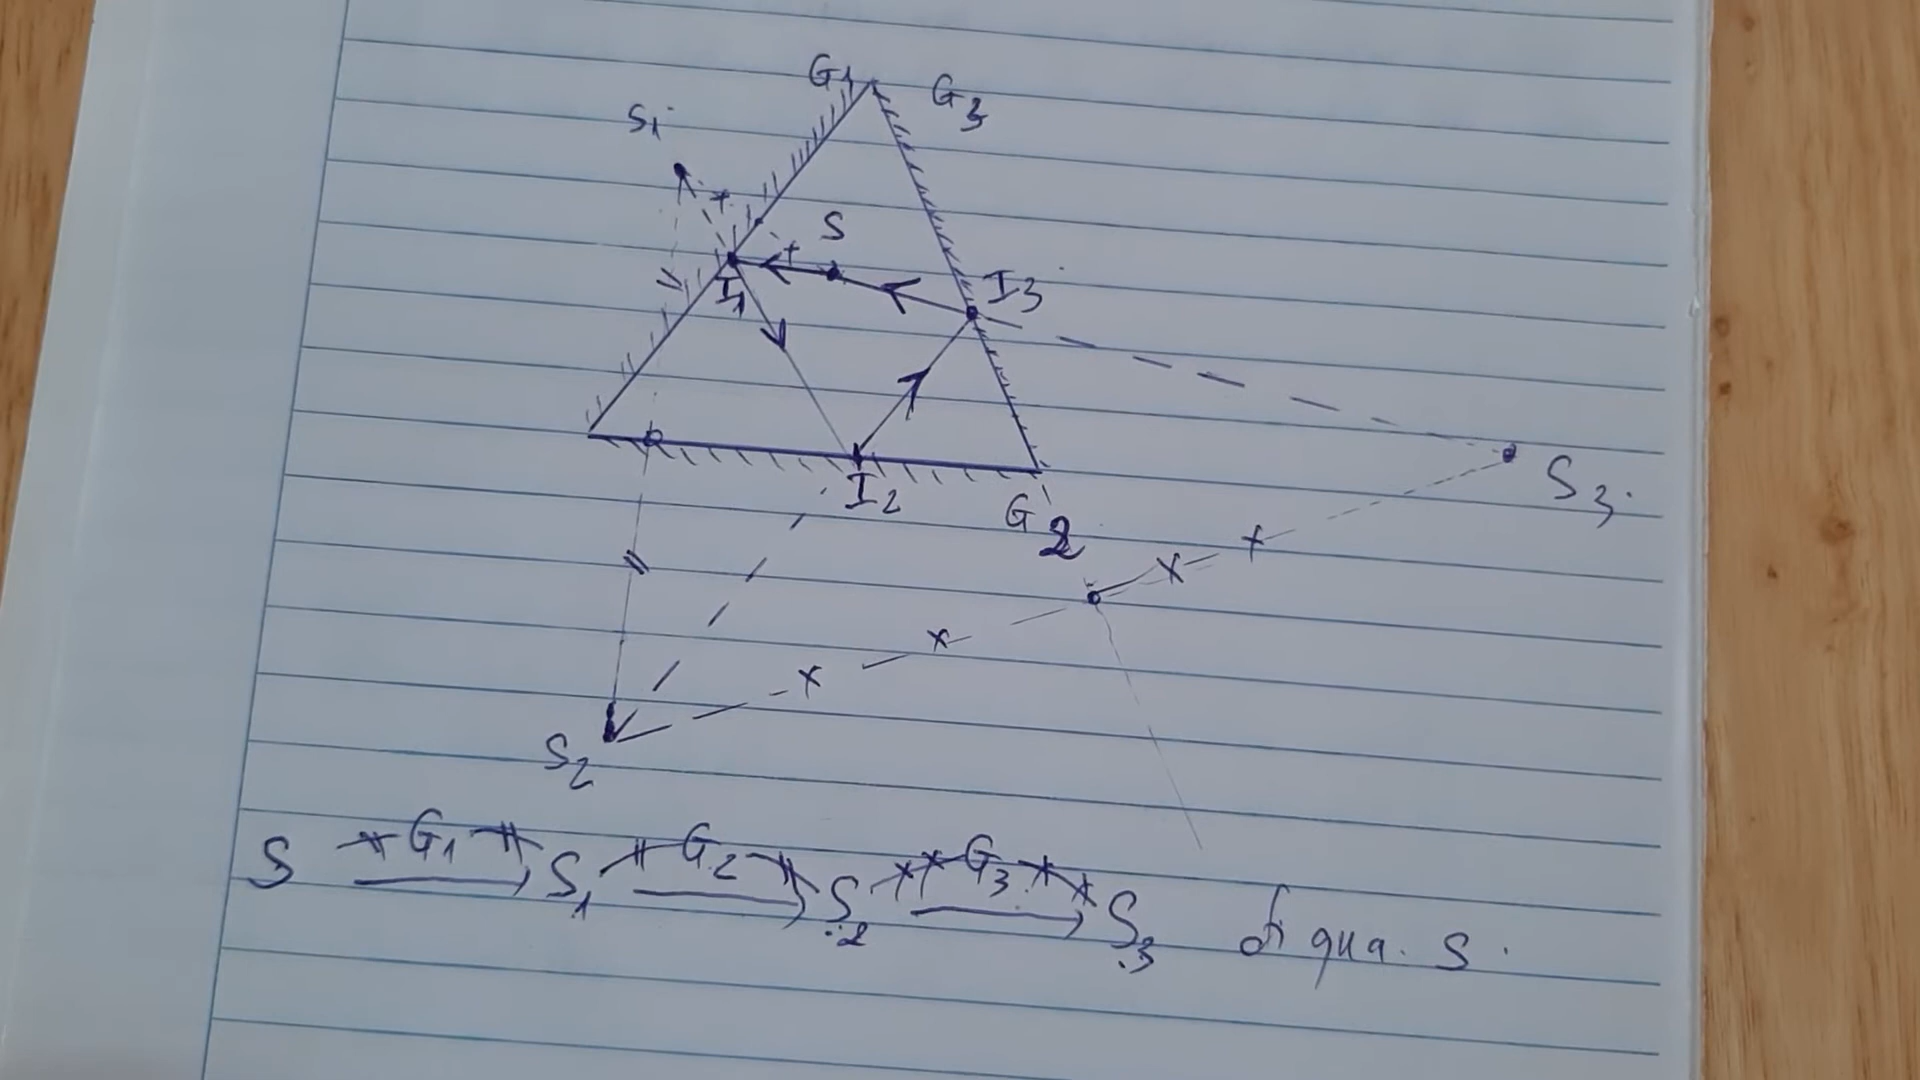 G1 G3
S1
S
I1 I3
I2
G2
S3.
S2
S G1 S1 G2 S2 G3 S3 đi qua. S.